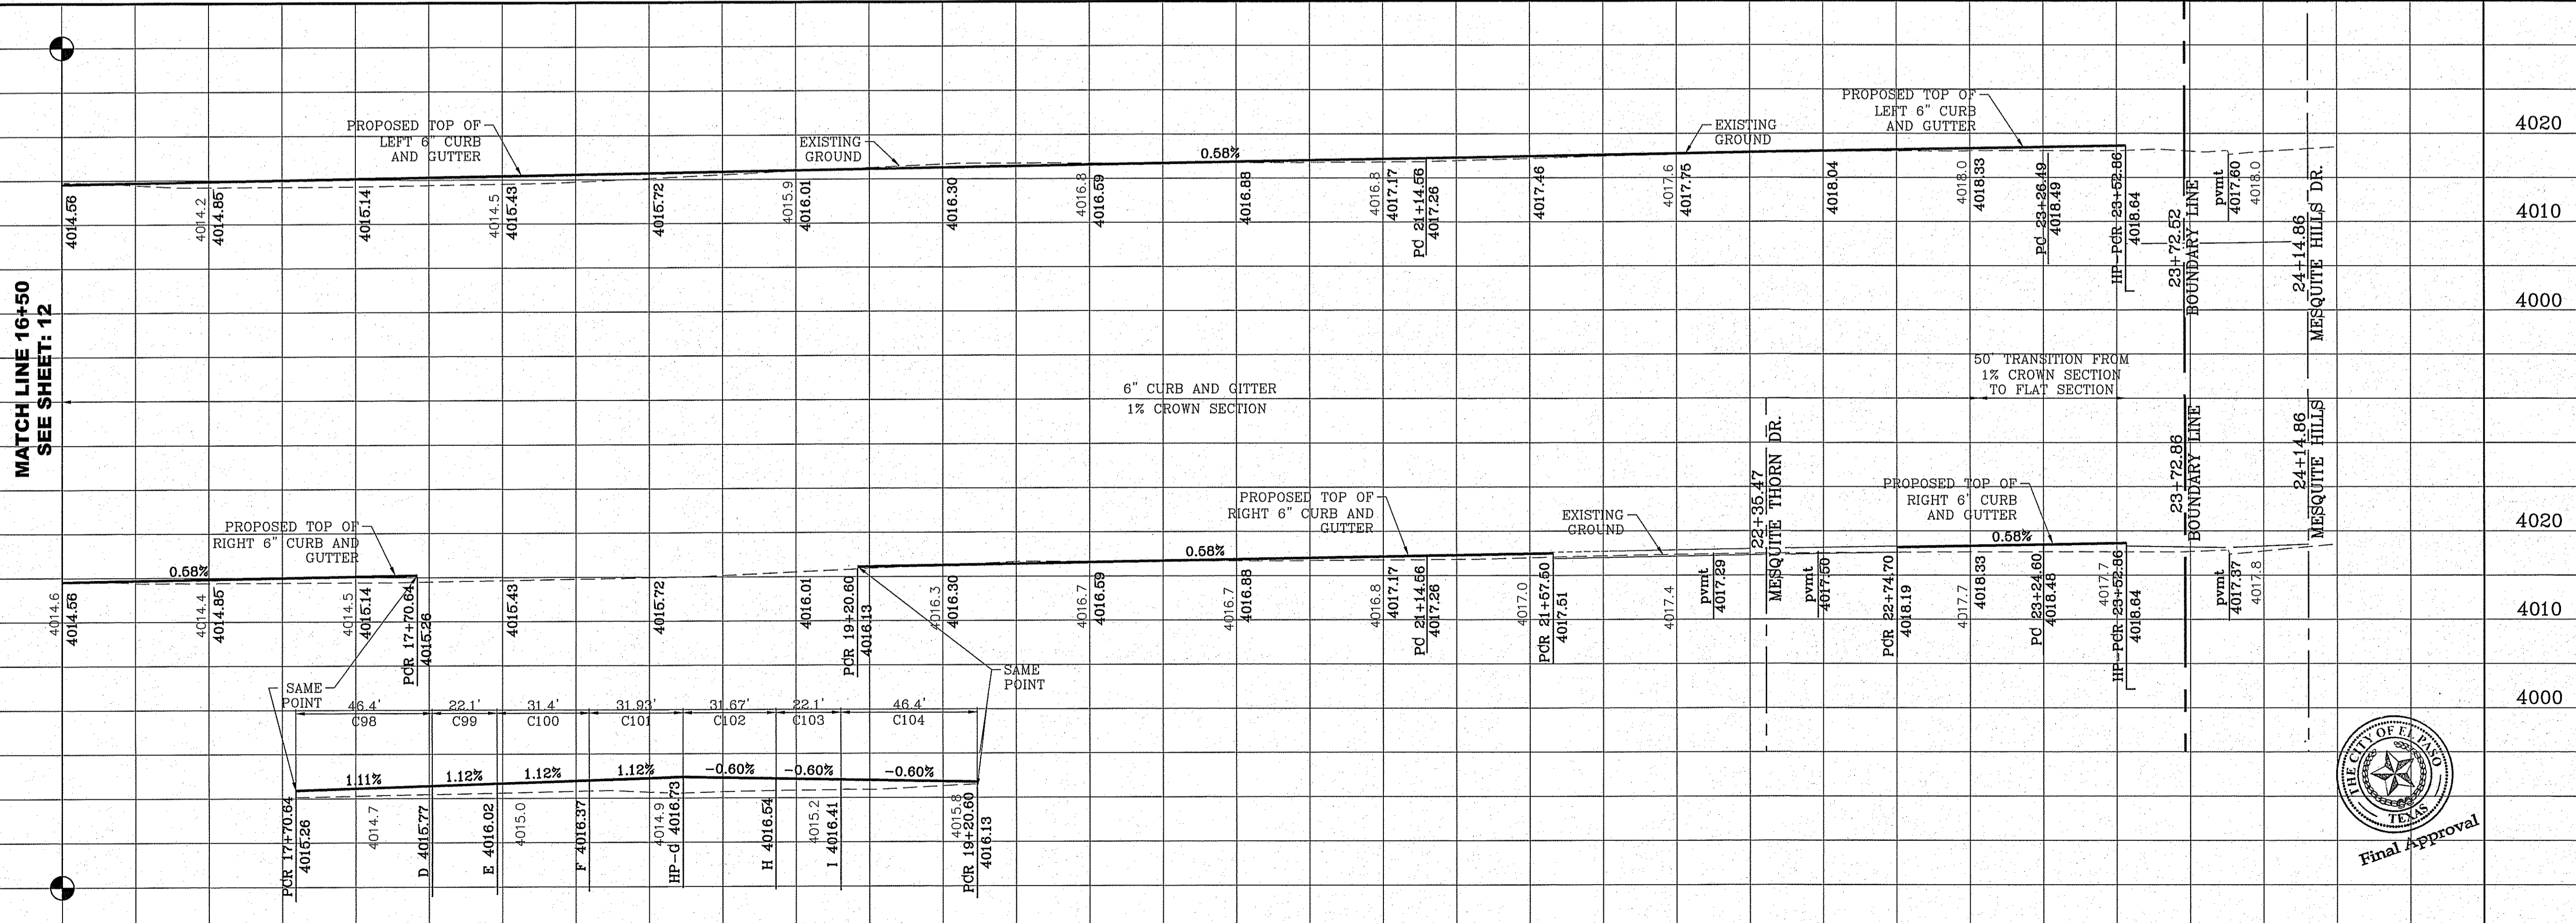 MATCH LINE 16+50
SEE SHEET: 12
PROPOSED TOP OF
LEFT 6" CURB
AND GUTTER
EXISTING
GROUND
0.58%
EXISTING
GROUND
PROPOSED TOP OF
LEFT 6" CURB
AND GUTTER
4020
4010
4000
4014.56
4014.2
4014.85
4015.14
4014.5
4015.43
4015.72
4015.9
4016.01
4016.30
4016.8
4016.59
4016.88
4016.8
4017.17
PC 21+14.56
4017.26
4017.46
4017.6
4017.75
4018.04
4018.0
4018.33
PC 23+26.49
4018.49
HP-PCR 23+52.86
4018.64
23+72.52
BOUNDARY LINE
pvmt
4017.60
4018.0
24+14.86
MESQUITE HILLS DR.
6" CURB AND GITTER
1% CROWN SECTION
50' TRANSITION FROM
1% CROWN SECTION
TO FLAT SECTION
PROPOSED TOP OF
RIGHT 6" CURB AND
GUTTER
0.58%
PROPOSED TOP OF
RIGHT 6" CURB AND
GUTTER
0.58%
EXISTING
GROUND
22+35.47
MESQUITE THORN DR.
PROPOSED TOP OF
RIGHT 6' CURB
AND GUTTER
0.58%
23+72.86
BOUNDARY LINE
24+14.86
MESQUITE HILLS
4020
4010
4000
4014.6
4014.56
4014.4
4014.85
4014.5
4015.14
PCR 17+70.64
4015.26
4015.43
4015.72
4016.01
PCR 19+20.60
4016.13
4016.3
4016.30
4016.7
4016.59
4016.7
4016.88
4016.8
4017.17
PC 21+14.56
4017.26
4017.0
PCR 21+57.50
4017.51
4017.4
pvmt
4017.29
pvmt
4017.50
PCR 22+74.70
4018.19
4017.7
4018.33
PC 23+24.60
4018.48
4017.7
HP-PCR 23+52.86
4018.64
pvmt
4017.37
4017.8
SAME
POINT
SAME
POINT
46.4'
C98
22.1'
C99
31.4'
C100
31.93'
C101
31.67'
C102
22.1'
C103
46.4'
C104
1.11%
1.12%
1.12%
1.12%
-0.60%
-0.60%
-0.60%
PCR 17+70.64
4015.26
4014.7
D 4015.77
E 4016.02
4015.0
F 4016.37
4014.9
HP-G 4016.73
H 4016.54
4015.2
I 4016.41
4015.8
PCR 19+20.60
4016.13
THE CITY OF EL PASO
TEXAS
Final Approval